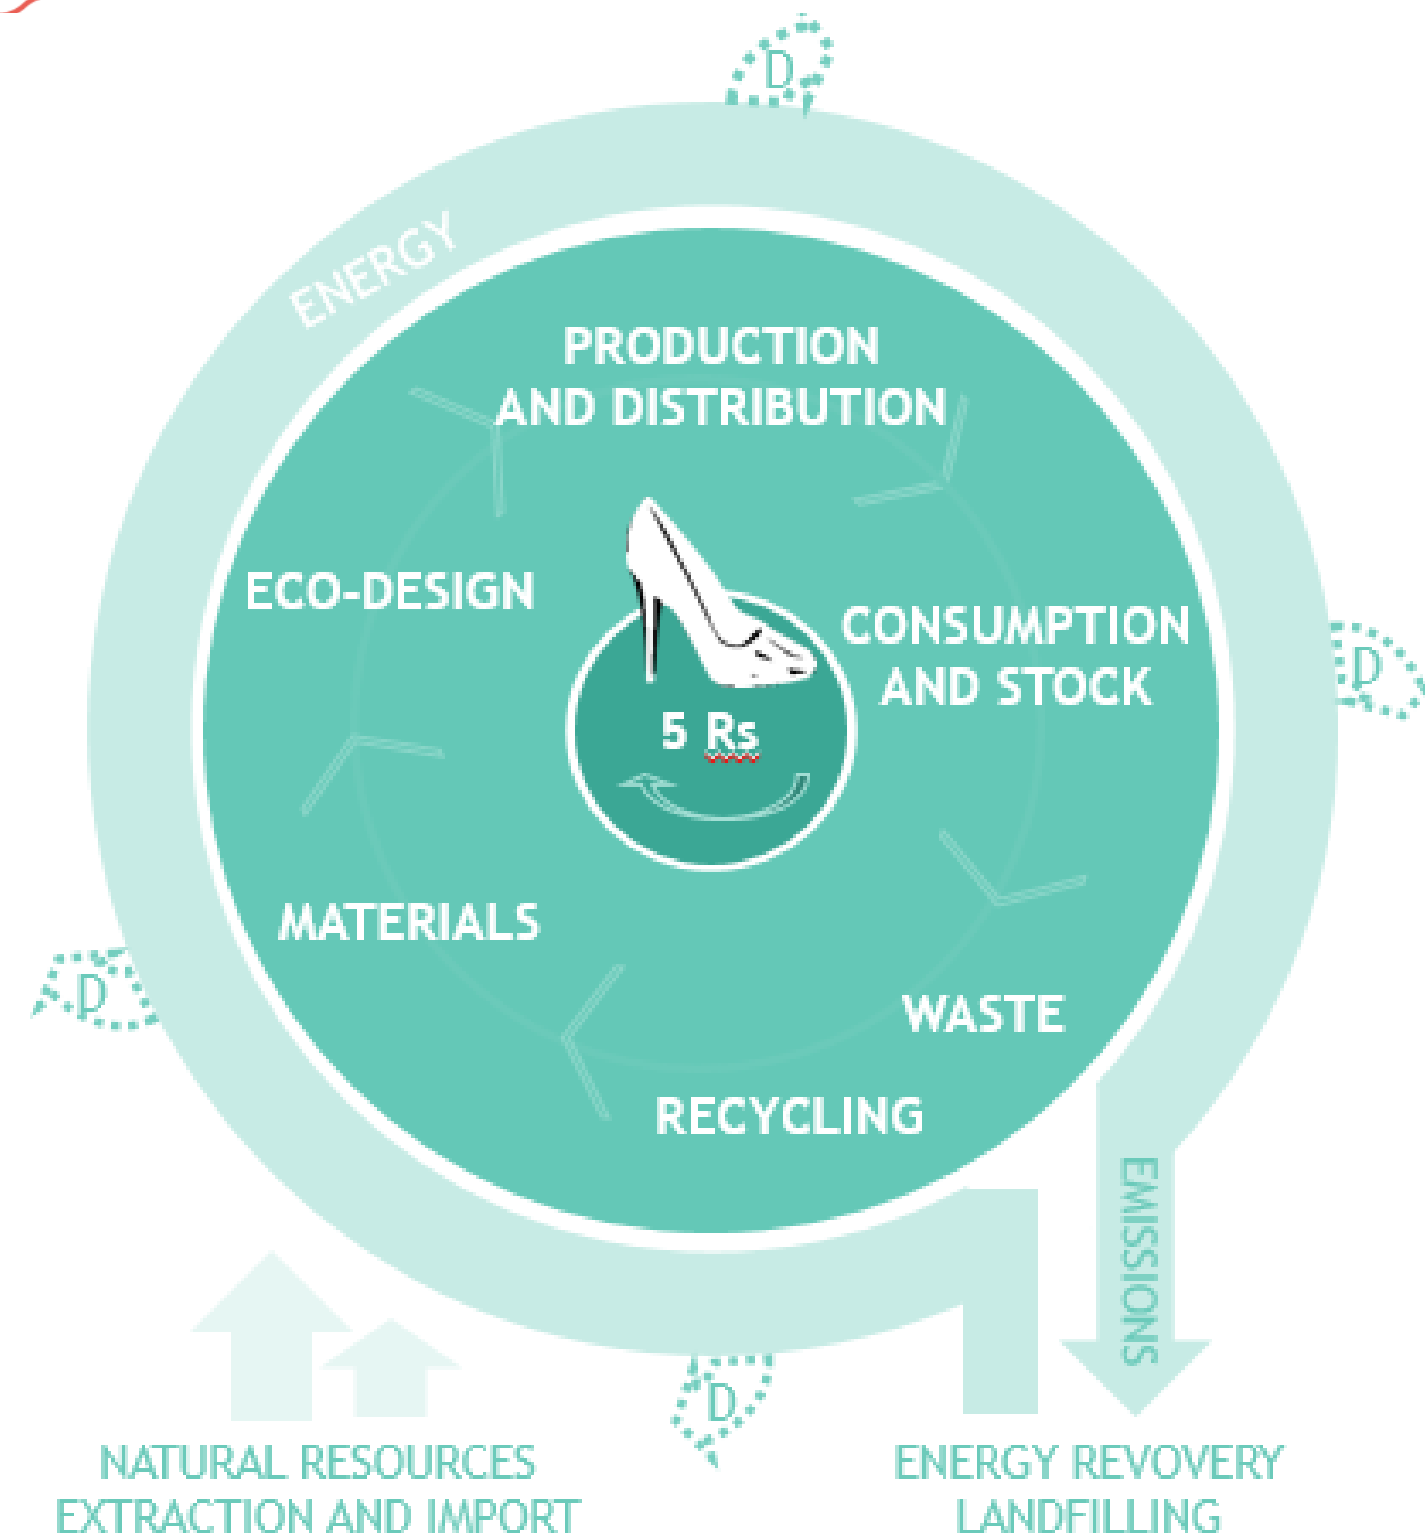 D
ENERGY
PRODUCTION
AND DISTRIBUTION
ECO-DESIGN
CONSUMPTION
AND STOCK
D
5 Rs
MATERIALS
D
WASTE
RECYCLING
EMISSIONS
D
NATURAL RESOURCES
EXTRACTION AND IMPORT
ENERGY REVOVERY
LANDFILLING